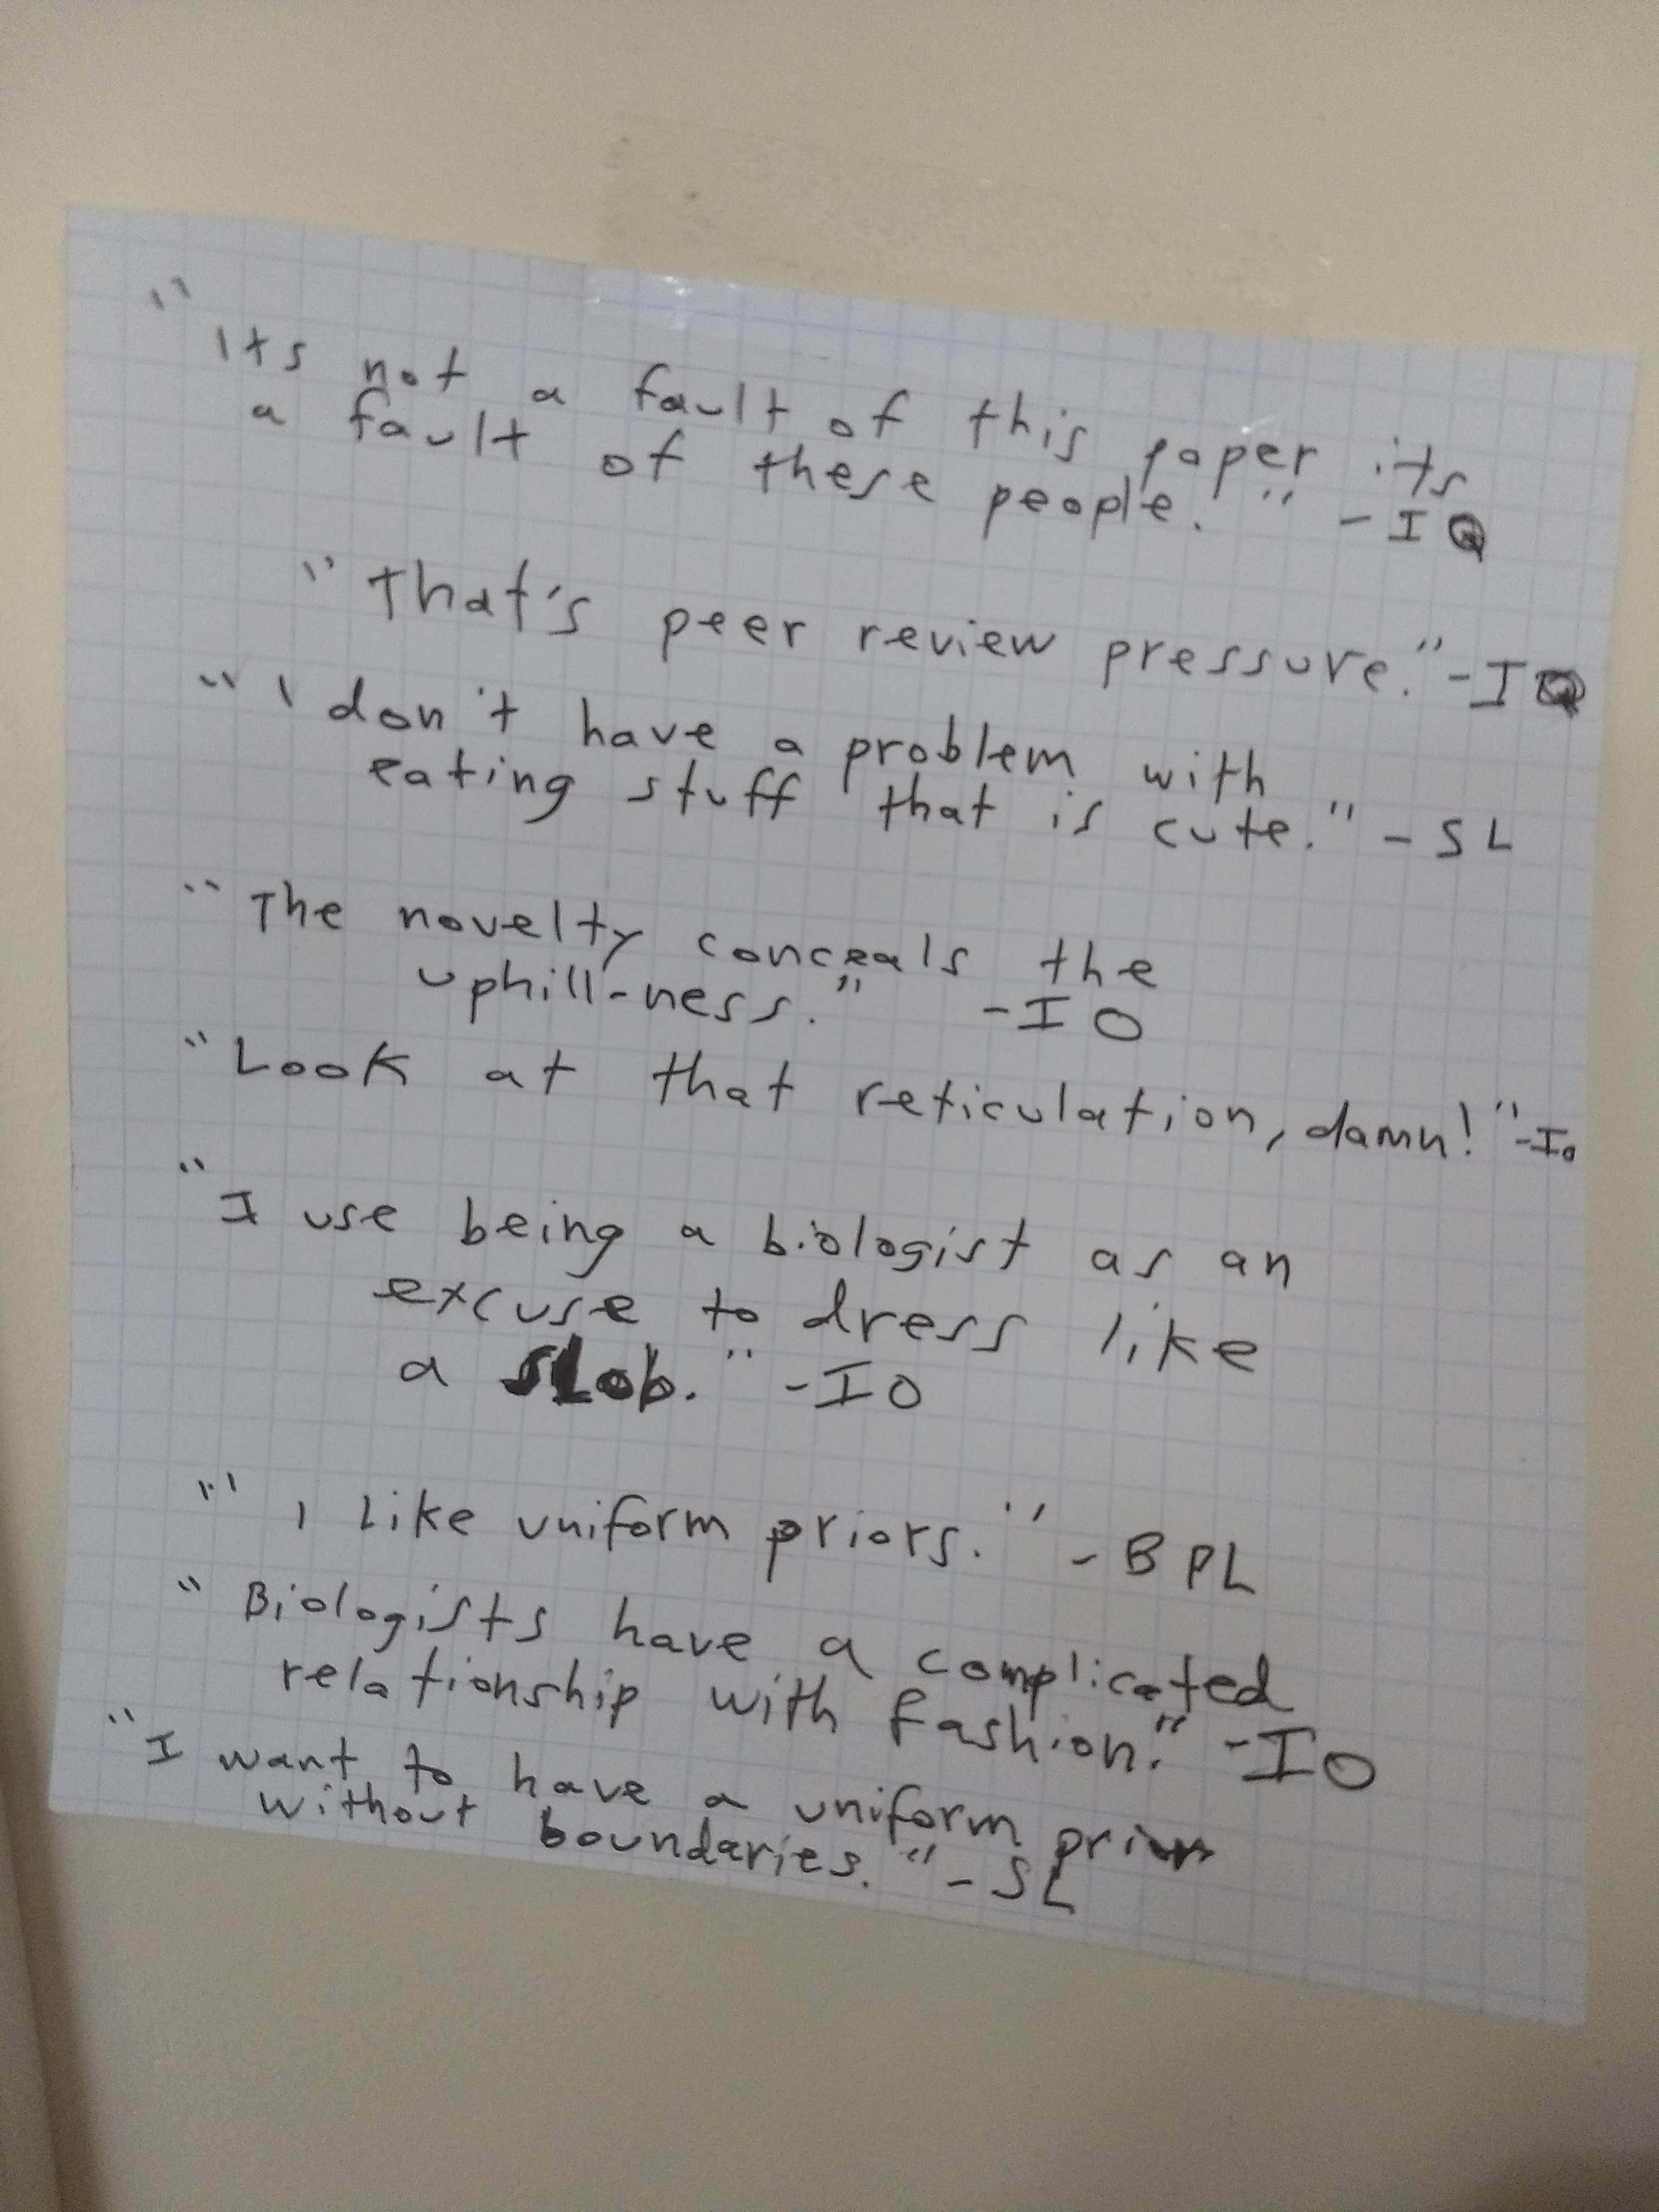 "Its not a fault of this paper its
a fault of these people." -IQ
"That's peer review pressure." -IQ
"I don't have a problem with
eating stuff that is cute." - SL
"The novelty conceals the
uphill-ness." -IO
"Look at that reticulation, damn!" -Io
"I use being a biologist as an
excuse to dress like
a slob." -IO
"I Like uniform priors." - BPL
"Biologists have a complicated
relationship with fashion." -IO
"I want to have a uniform prior
without boundaries." - SL